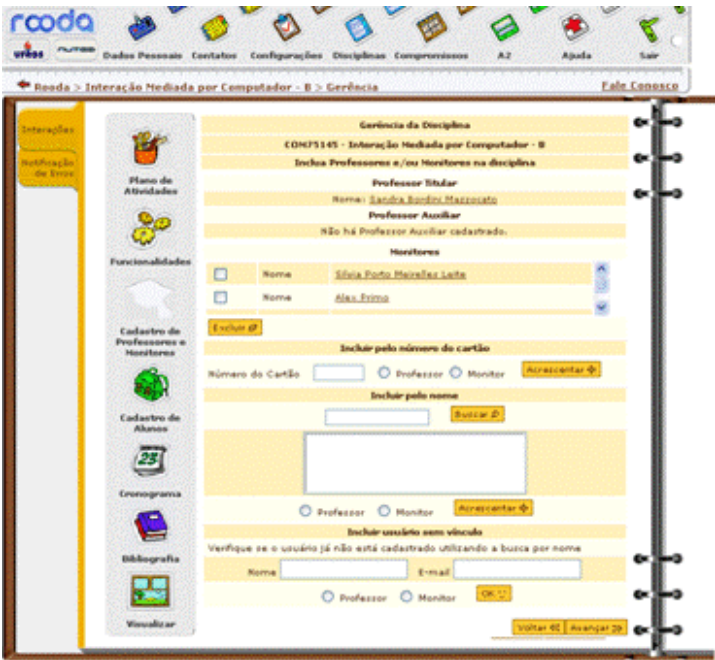 rooda
UFRGS NUTED
Dados Pessoais Contatos Configurações Disciplinas Compromissos A2 Ajuda Sair
Rooda > Interação Mediada por Computador - B > Gerência
Fale Conosco
Interações
Notificação de Erros
Plano de
Atividades
Funcionalidades
Cadastro de
Professores e
Monitores
Cadastro de
Alunos
23
Cronograma
Bibliografia
Visualizar
Gerência da Disciplina
COM75145 - Interação Mediada por Computador - B
Inclua Professores e/ou Monitores na disciplina
Professor Titular
Nome: Sandra Bordini Mazzocato
Professor Auxiliar
Não há Professor Auxiliar cadastrado.
Monitores
Nome Silvia Porto Meirelles Leite
Nome Alex Primo
Excluir
Incluir pelo número do cartão
Número do Cartão Professor Monitor Acrescentar
Incluir pelo nome
Buscar
Professor Monitor Acrescentar
Incluir usuário sem vínculo
Verifique se o usuário já não está cadastrado utilizando a busca por nome
Nome E-mail
Professor Monitor OK
Voltar Avançar